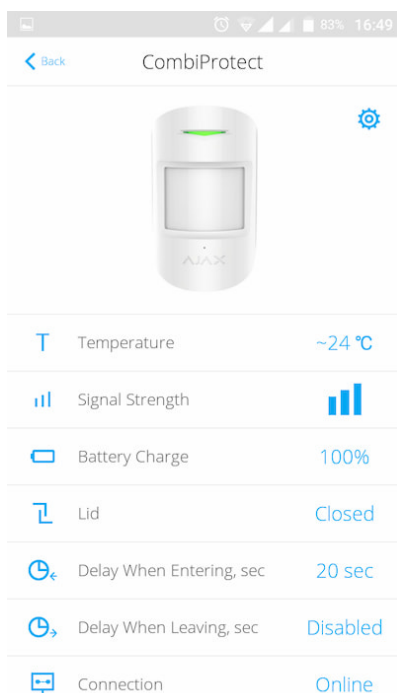 83% 16:49
Back CombiProtect
AJAX
T Temperature ~24 °C
Signal Strength
Battery Charge 100%
Lid Closed
Delay When Entering, sec 20 sec
Delay When Leaving, sec Disabled
Connection Online